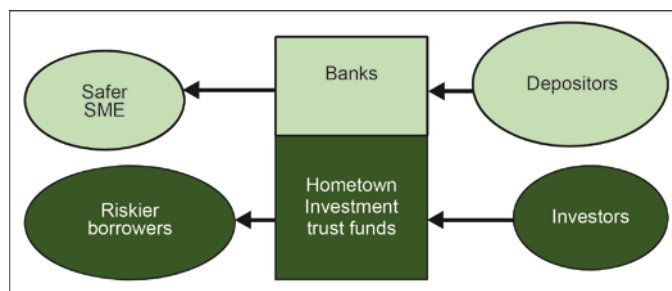 Safer
SME
Banks
Depositors
Riskier
borrowers
Hometown
Investment
trust funds
Investors